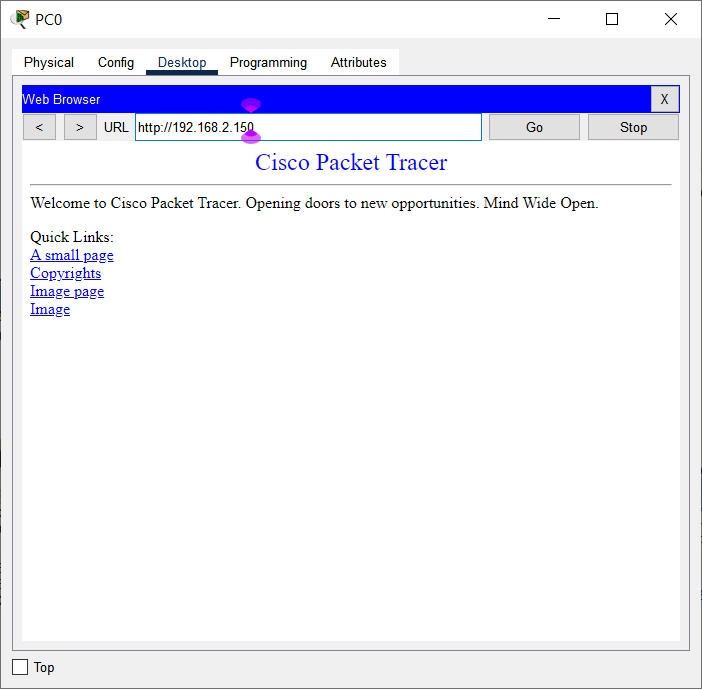 PC0
Physical Config Desktop Programming Attributes
Web Browser X
< > URL http://192.168.2.150 Go Stop
Cisco Packet Tracer
Welcome to Cisco Packet Tracer. Opening doors to new opportunities. Mind Wide Open.
Quick Links:
A small page
Copyrights
Image page
Image
Top